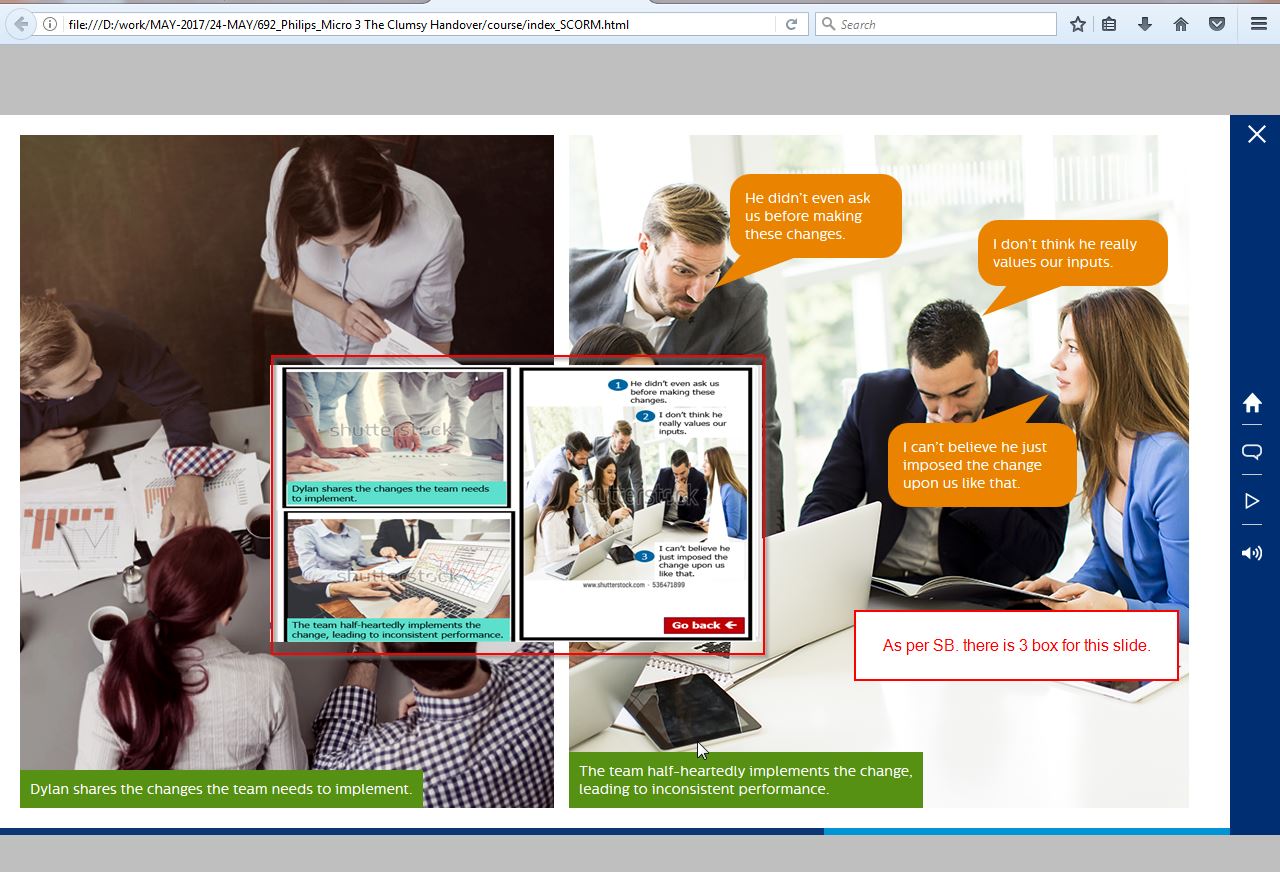 file:///D:/work/MAY-2017/24-MAY/692_Philips_Micro 3 The Clumsy Handover/course/index_SCORM.html
Search
He didn't even ask
us before making
these changes.
I don't think he really
values our inputs.
I can't believe he just
imposed the change
upon us like that.
shutterstock
Dylan shares the changes the team needs
to implement.
shutterstock
The team half-heartedly implements the
change, leading to inconsistent performance.
1 He didn't even ask us
before making these
changes.
2 I don't think he
really values our
inputs.
shutterstock
3 I can't believe he
just imposed the
change upon us
like that.
www.shutterstock.com · 536471899
Go back
As per SB. there is 3 box for this slide.
Dylan shares the changes the team needs to implement.
The team half-heartedly implements the change,
leading to inconsistent performance.